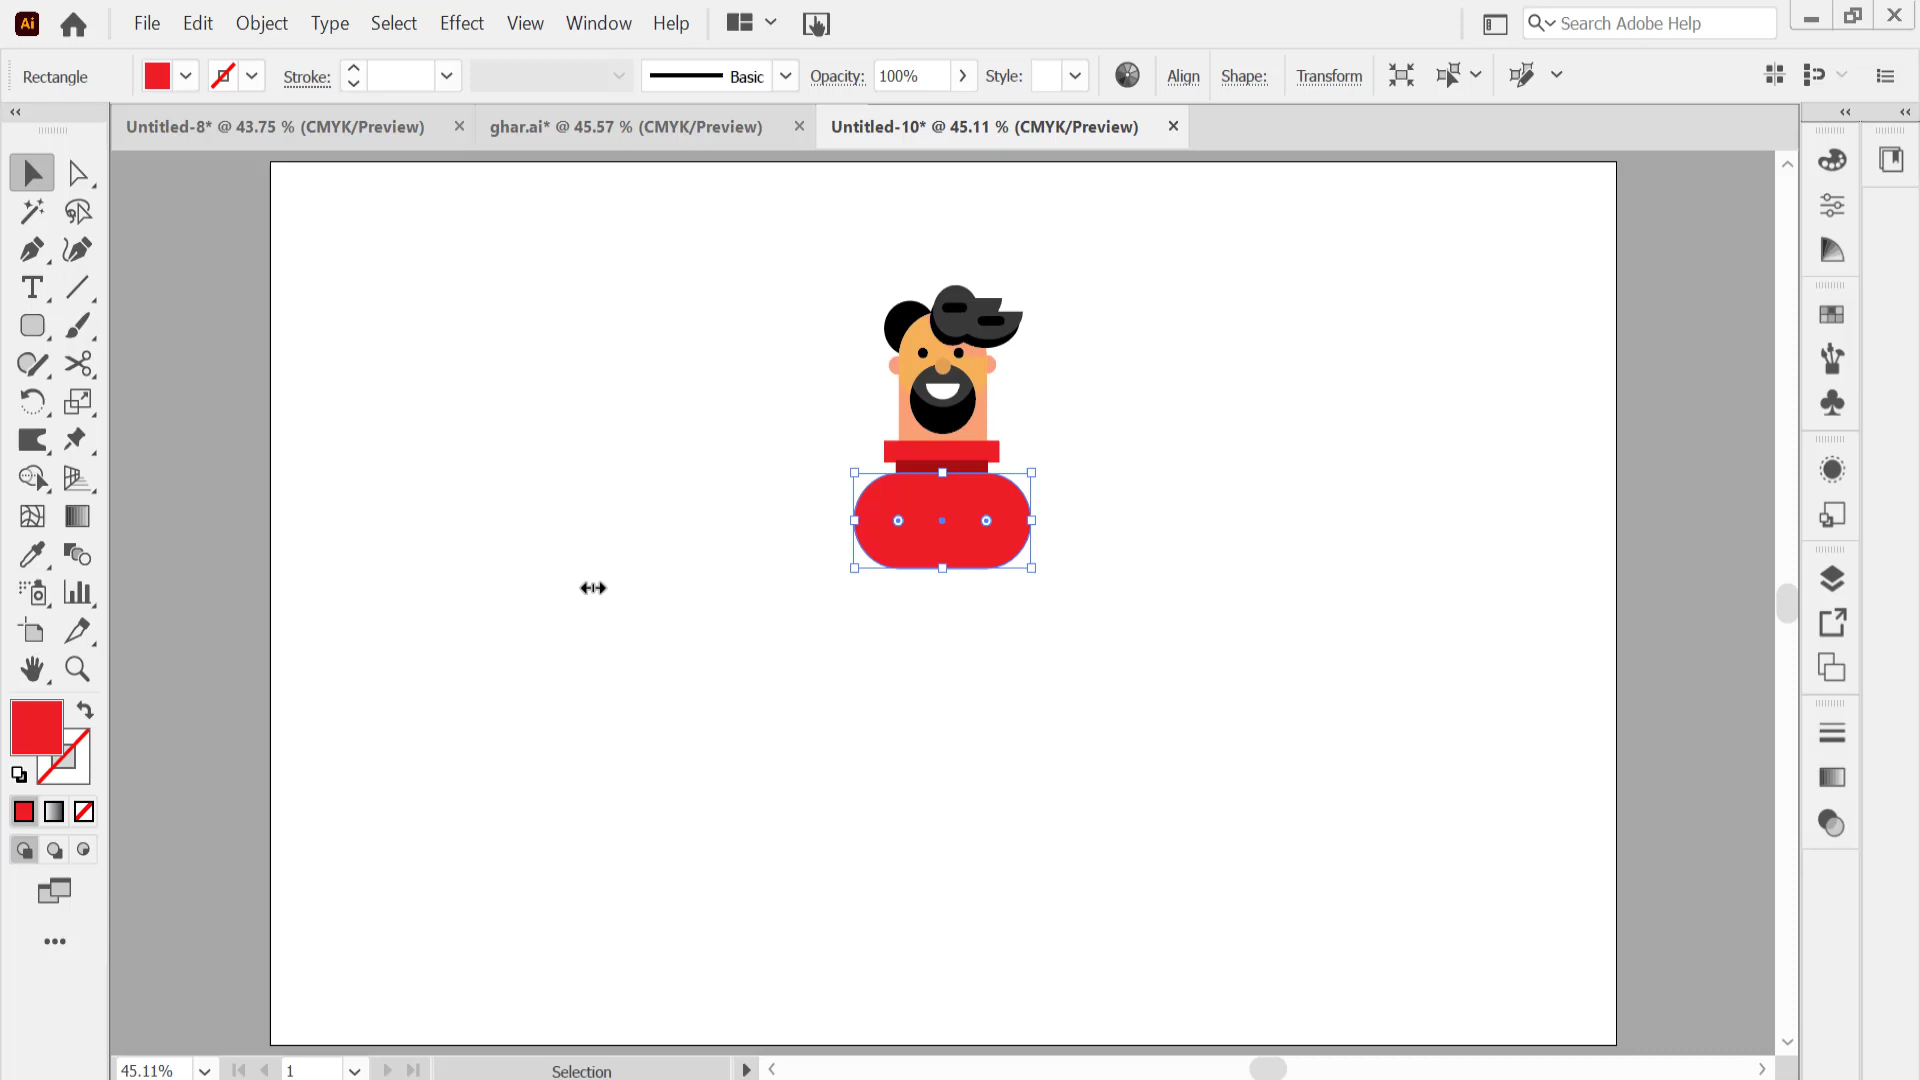 Ai File Edit Object Type Select Effect View Window Help Search Adobe Help
Rectangle Stroke: Basic Opacity: 100% Style: Align Shape: Transform
Untitled-8* @ 43.75 % (CMYK/Preview) ghar.ai* @ 45.57 % (CMYK/Preview) Untitled-10* @ 45.11 % (CMYK/Preview)
45.11% 1 Selection